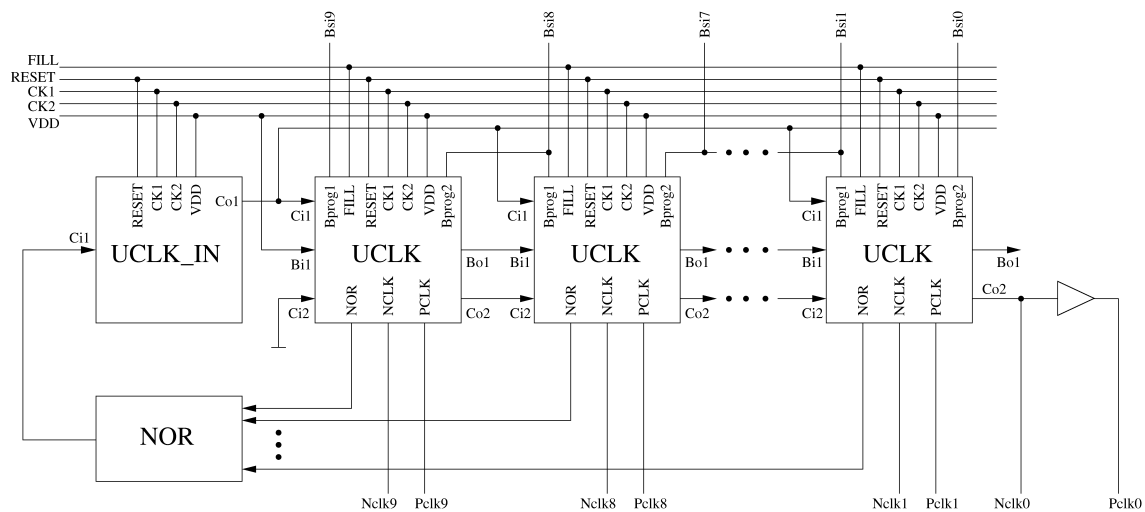 Bsi9 Bsi8 Bsi7 Bsi1 Bsi0
FILL
RESET
CK1
CK2
VDD
RESET CK1 CK2 VDD Co1 Ci1 Bprog1 FILL RESET CK1 CK2 VDD Bprog2 Ci1 Bprog1 FILL RESET CK1 CK2 VDD Bprog2 Ci1 Bprog1 FILL RESET CK1 CK2 VDD Bprog2
Ci1 UCLK_IN Bi1 UCLK Bo1 Bi1 UCLK Bo1 Bi1 UCLK Bo1
Ci2 NOR NCLK PCLK Co2 Ci2 NOR NCLK PCLK Co2 Ci2 NOR NCLK PCLK Co2
NOR
Nclk9 Pclk9 Nclk8 Pclk8 Nclk1 Pclk1 Nclk0 Pclk0